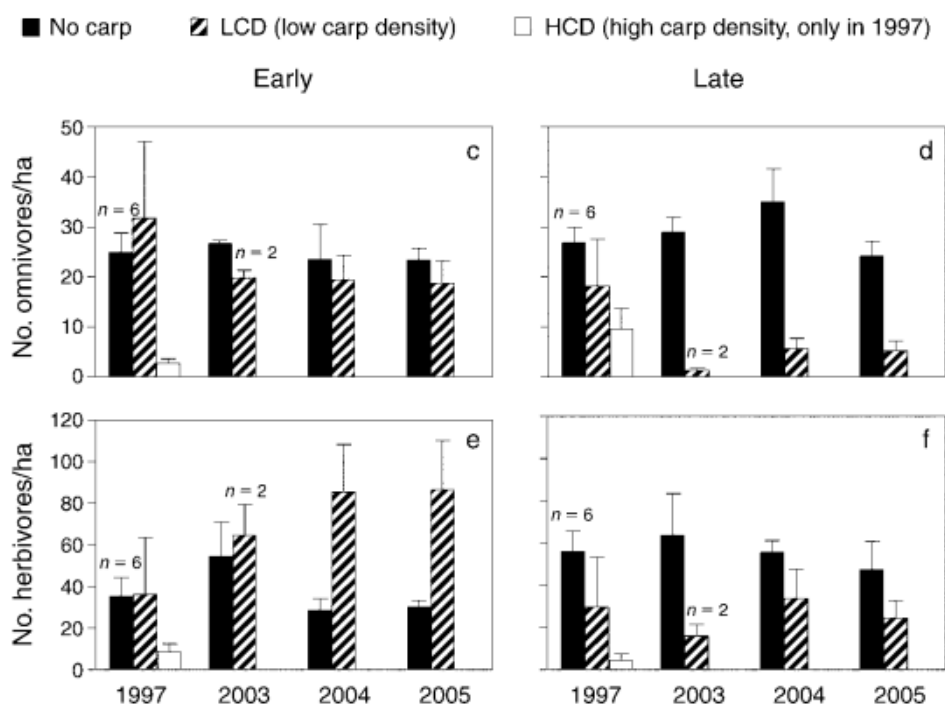 No carp LCD (low carp density) HCD (high carp density, only in 1997)
Early Late
No. omnivores/ha
50
40
30
20
10
0
c
n = 6
n = 2
d
n = 6
n = 2
No. herbivores/ha
120
100
80
60
40
20
0
e
n = 6
n = 2
f
n = 6
n = 2
1997 2003 2004 2005 1997 2003 2004 2005